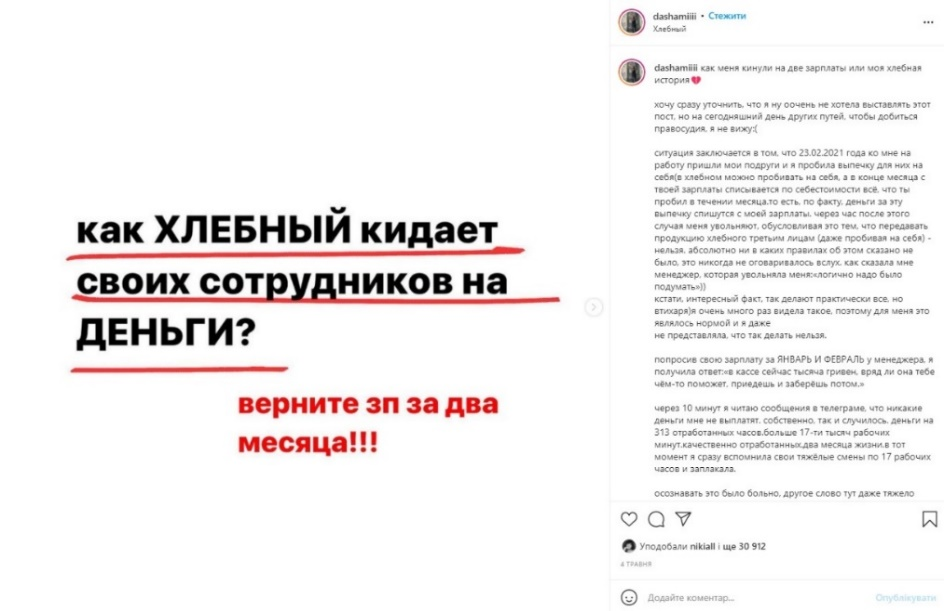 как ХЛЕБНЫЙ кидает
своих сотрудников на
ДЕНЬГИ?
верните зп за два
месяца!!!
dashamiiii • Стежити
Хлебный
dashamiiii как меня кинули на две зарплаты или моя хлебная
история💔
хочу сразу уточнить, что я ну оочень не хотела выставлять этот
пост, но на сегодняшний день других путей, чтобы добиться
правосудия, я не вижу:(
ситуация заключается в том, что 23.02.2021 года ко мне на
работу пришли мои подруги и я пробила выпечку для них на
себя(в хлебном можно пробивать на себя, а в конце месяца с
твоей зарплаты списывается по себестоимости всё, что ты
пробил в течении месяца.то есть, по факту, деньги за эту
выпечку спишутся с моей зарплаты. через час после этого
случая меня увольняют, обусловливая это тем, что передавать
продукцию хлебного третьим лицам (даже пробивая на себя) -
нельзя. абсолютно ни в каких правилах об этом сказано не
было, это никогда не оговаривалось вслух. как сказала мне
менеджер, которая увольняла меня:«логично надо было
подумать»))
кстати, интересный факт, так делают практически все, но
втихаря)я очень много раз видела такое, поэтому для меня это
являлось нормой и я даже
не представляла, что так делать нельзя.
попросив свою зарплату за ЯНВАРЬ И ФЕВРАЛЬ у менеджера, я
получила ответ:«в кассе сейчас тысяча гривен, вряд ли она тебе
чём-то поможет, приедешь и заберёшь потом.»
через 10 минут я читаю сообщения в телеграме, что никакие
деньги мне не выплатят. собственно, так и случилось. деньги на
313 отработанных часов.больше 17-ти тысяч рабочих
минут.качественно отработанных.два месяца жизни.в тот
момент я сразу вспомнила свои тяжёлые смены по 17 рабочих
часов и заплакала.
осознавать это было больно, другое слово тут даже тяжело
Уподобали nikiall і ще 30 912
4 ТРАВНЯ
Додайте коментар...
Опублікувати